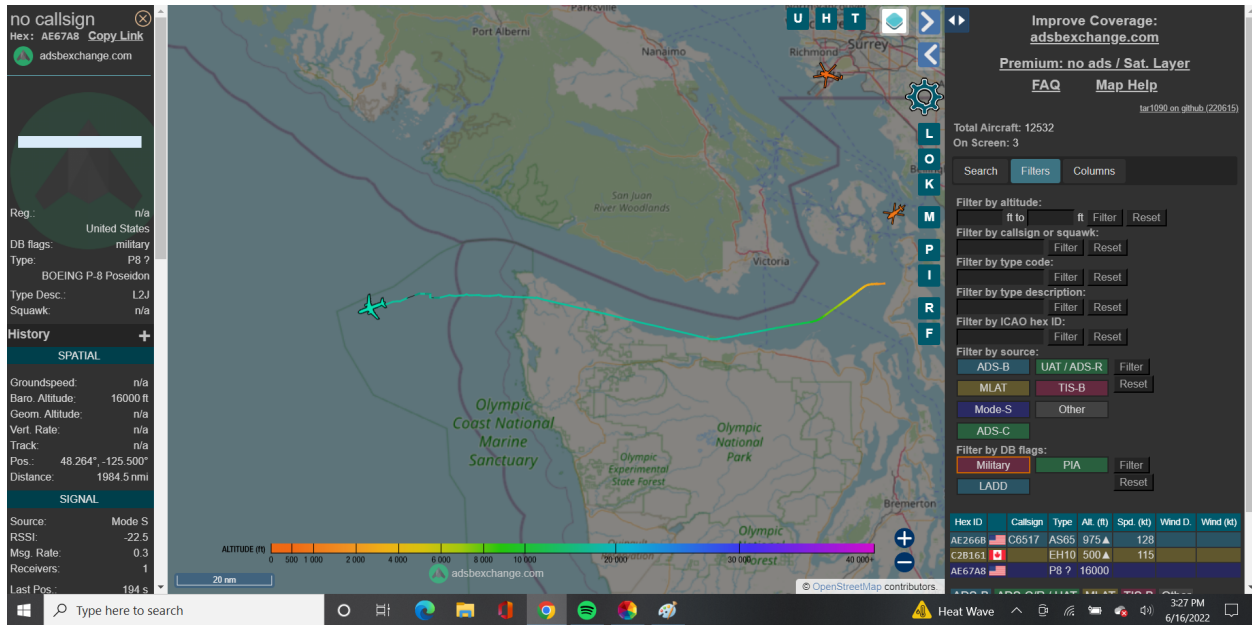 no callsign
Hex: AE67A8 Copy Link
adsbexchange.com
Reg.: n/a
United States
DB flags: military
Type: P8 ?
BOEING P-8 Poseidon
Type Desc.: L2J
Squawk: n/a
History +
SPATIAL
Groundspeed: n/a
Baro. Altitude: 16000 ft
Geom. Altitude: n/a
Vert. Rate: n/a
Track: n/a
Pos.: 48.264°, -125.500°
Distance: 1984.5 nmi
SIGNAL
Source: Mode S
RSSI: -22.5
Msg. Rate: 0.3
Receivers: 1
Last Pos.: 194 s
Parksville
Port Alberni
Nanaimo
Richmond Surrey
San Juan
River Woodlands
Victoria
Olympic
Coast National
Marine
Sanctuary
Olympic
National
Park
Olympic
Experimental
State Forest
Bremerton
Olympic
ALTITUDE (ft)
0 500 1 000 2 000 4 000 6 000 8 000 10 000 20 000 30 000 40 000+
adsbexchange.com
20 nm
© OpenStreetMap contributors.
U H T
L
O
K
M
P
I
R
F
Improve Coverage:
adsbexchange.com
Premium: no ads / Sat. Layer
FAQ Map Help
tar1090 on github (220615)
Total Aircraft: 12532
On Screen: 3
Search Filters Columns
Filter by altitude:
ft to ft Filter Reset
Filter by callsign or squawk:
Filter Reset
Filter by type code:
Filter Reset
Filter by type description:
Filter Reset
Filter by ICAO hex ID:
Filter Reset
Filter by source:
ADS-B UAT / ADS-R Filter
MLAT TIS-B Reset
Mode-S Other
ADS-C
Filter by DB flags:
Military PIA Filter
LADD Reset
Hex ID Callsign Type Alt. (ft) Spd. (kt) Wind D. Wind (kt)
AE266B C6517 AS65 975▲ 128
C2B161 EH10 500▲ 115
AE67A8 P8 ? 16000
Type here to search
Heat Wave
3:27 PM
6/16/2022